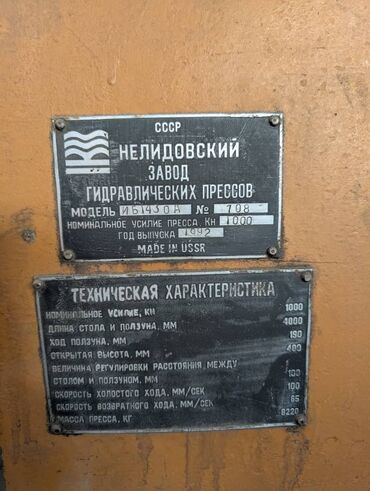 СССР
НЕЛИДОВСКИЙ
ЗАВОД
ГИДРАВЛИЧЕСКИХ ПРЕССОВ
МОДЕЛЬ ИБ1430А № 708
НОМИНАЛЬНОЕ УСИЛИЕ ПРЕССА, КН 1000
ГОД ВЫПУСКА 1992
MADE IN USSR
ТЕХНИЧЕСКАЯ ХАРАКТЕРИСТИКА
НОМИНАЛЬНОЕ УСИЛИЕ, КН 1000
ДЛИНА СТОЛА И ПОЛЗУНА, ММ 4000
ХОД ПОЛЗУНА, ММ 190
ОТКРЫТАЯ ВЫСОТА, ММ 480
ВЕЛИЧИНА РЕГУЛИРОВКИ РАССТОЯНИЯ, МЕЖДУ
СТОЛОМ И ПОЛЗУНОМ, ММ 100
СКОРОСТЬ ХОЛОСТОГО ХОДА, ММ/СЕК 100
СКОРОСТЬ ВОЗВРАТНОГО ХОДА, ММ/СЕК 65
МАССА ПРЕССА, КГ 8220